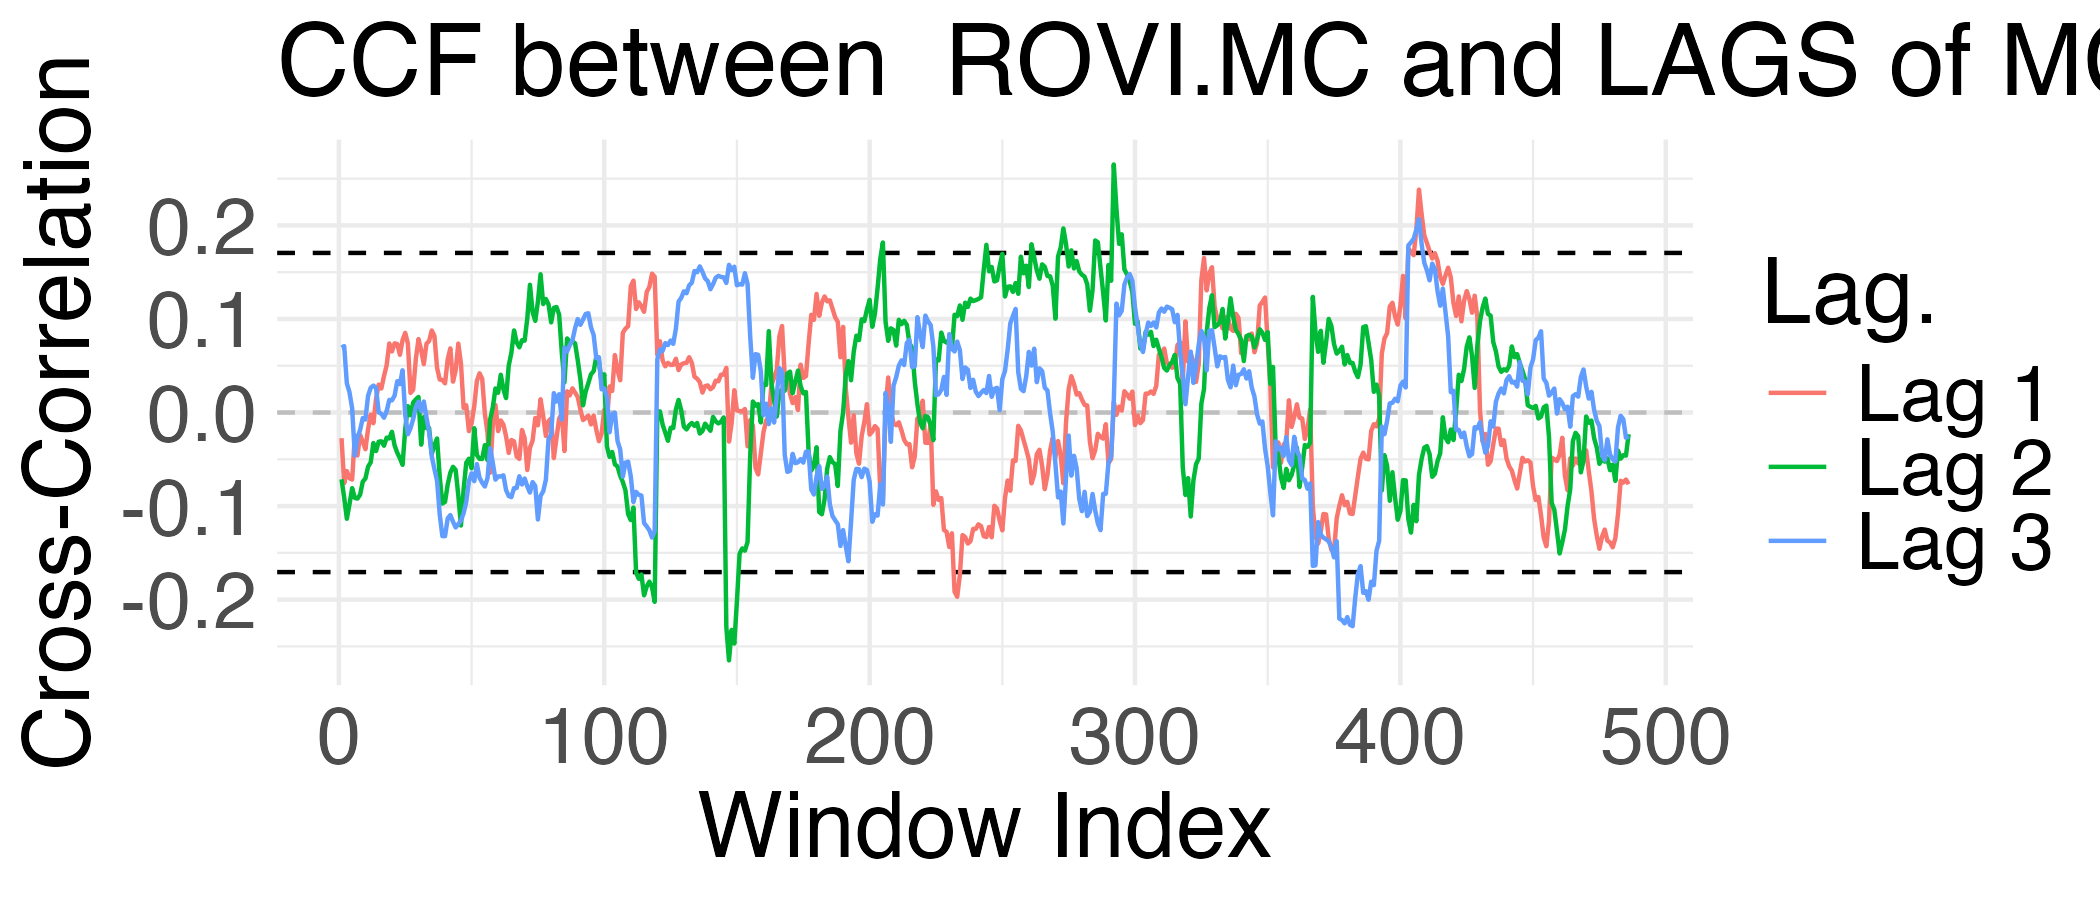 CCF between ROVI.MC and LAGS of
Cross-Correlation
0.2
0.1
0.0
-0.1
-0.2
0 100 200 300 400 500
Window Index
Lag.
Lag 1
Lag 2
Lag 3